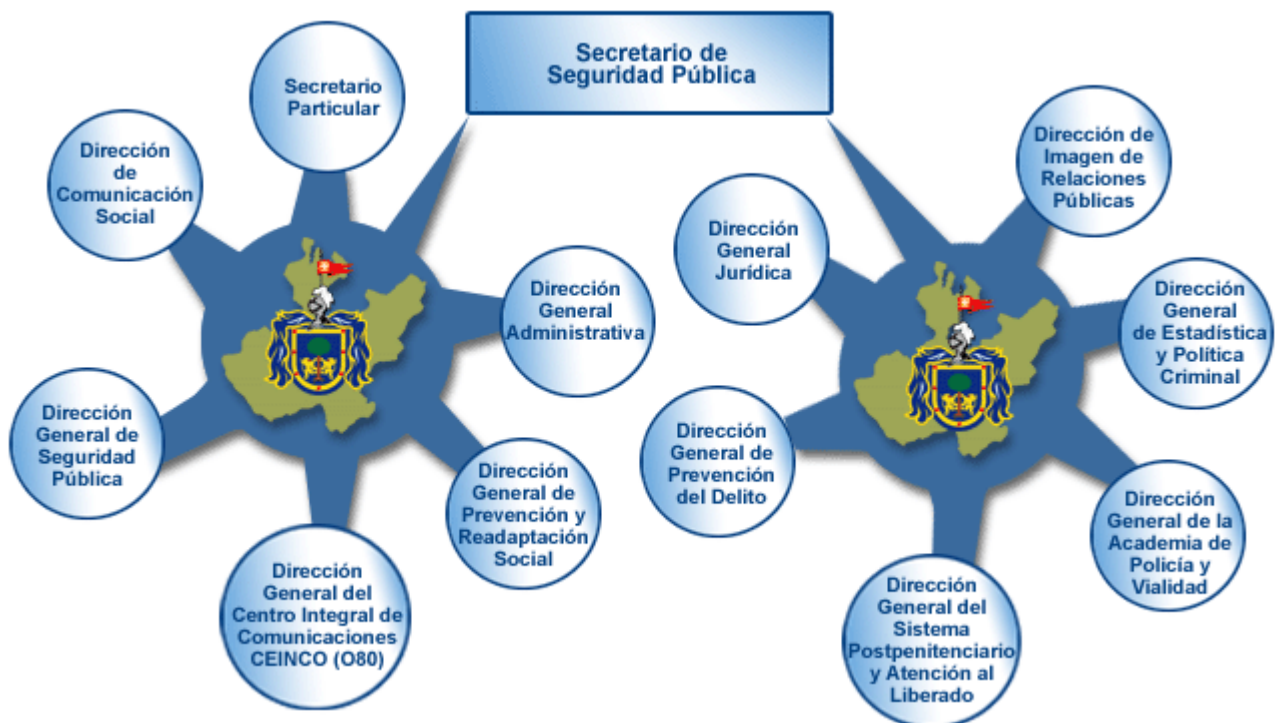 Secretario de
Seguridad Pública
Secretario
Particular
Dirección
de
Comunicación
Social
Dirección
General
Administrativa
Dirección
General de
Seguridad
Pública
Dirección
General de
Prevención y
Readaptación
Social
Dirección
General del
Centro Integral de
Comunicaciones
CEINCO (O80)
Dirección de
Imagen de
Relaciones
Públicas
Dirección
General
Jurídica
Dirección
General
de Estadística
y Política
Criminal
Dirección
General de
Prevención
del Delito
Dirección
General de la
Academia de
Policía y
Vialidad
Dirección
General del
Sistema
Postpenitenciario
y Atención al
Liberado